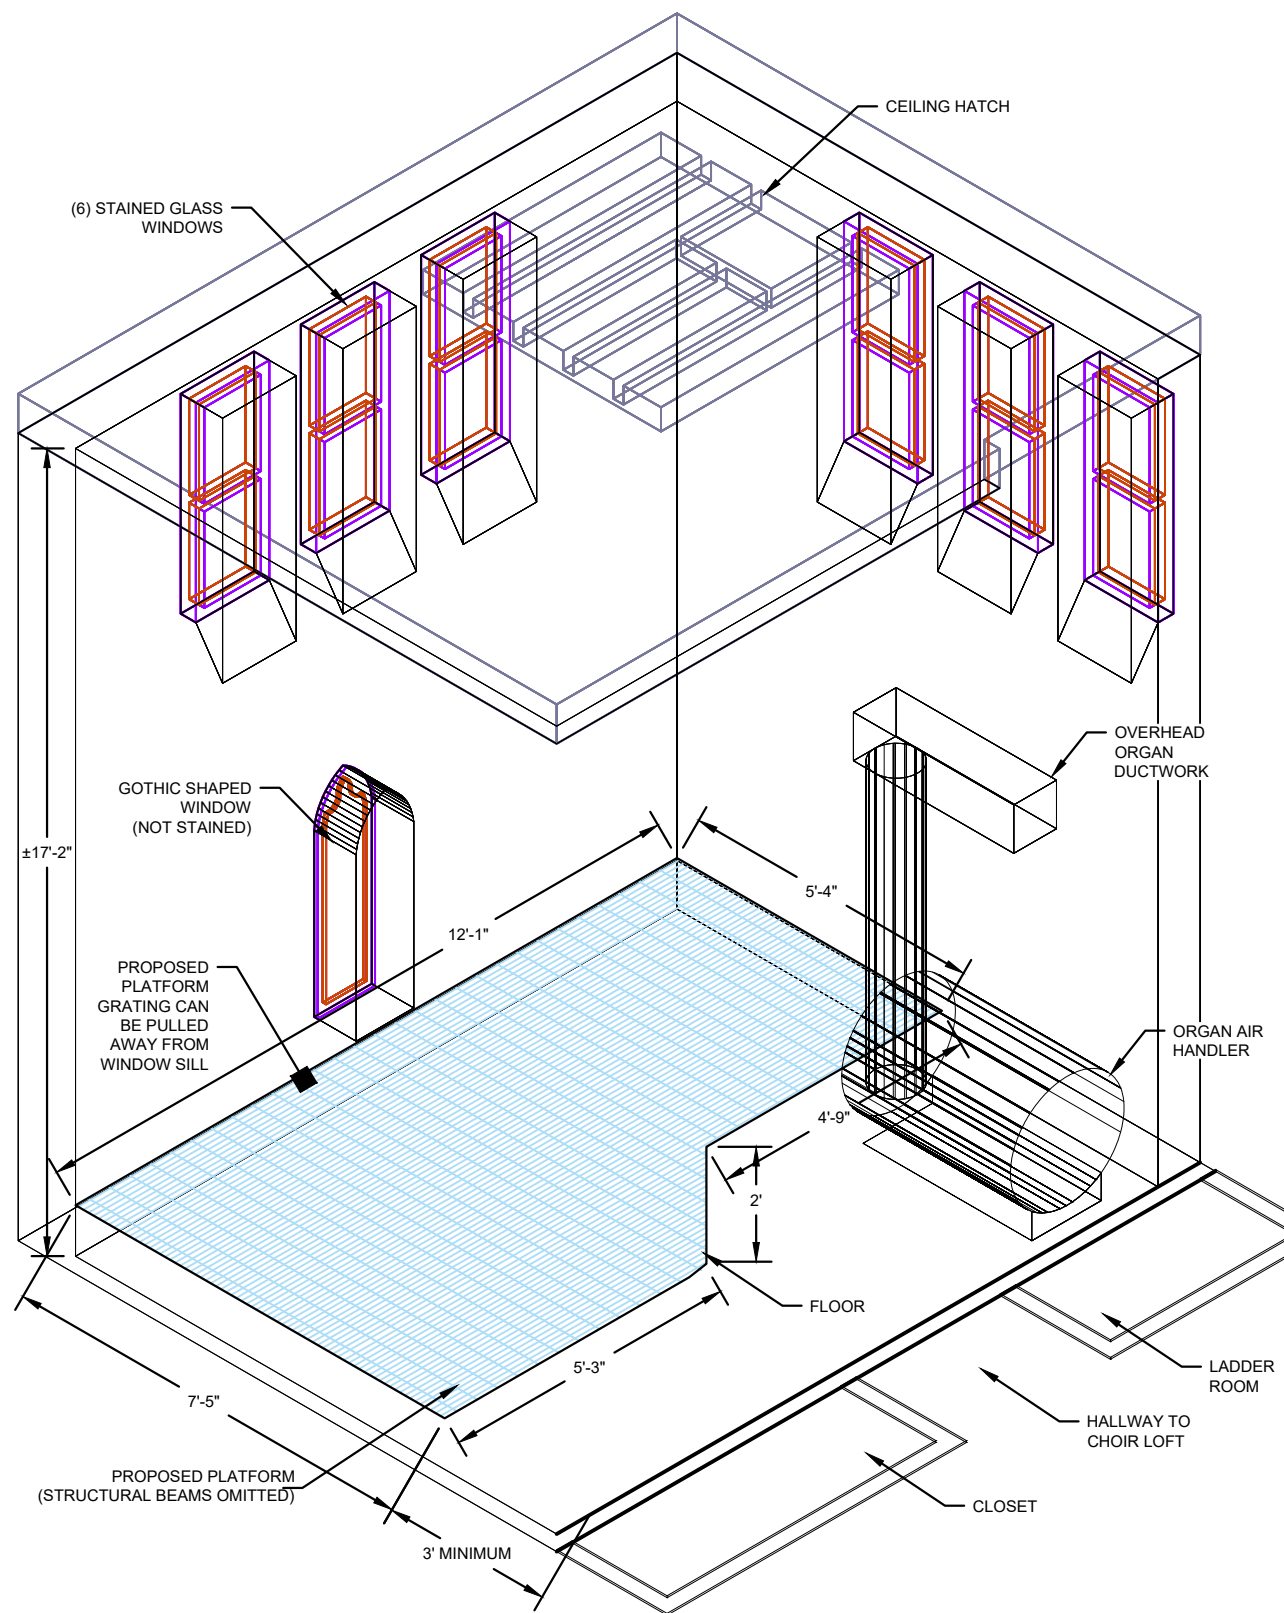 CEILING HATCH
(6) STAINED GLASS
WINDOWS
OVERHEAD
ORGAN
DUCTWORK
GOTHIC SHAPED
WINDOW
(NOT STAINED)
±17'-2"
5'-4"
12'-1"
PROPOSED
PLATFORM
GRATING CAN
BE PULLED
AWAY FROM
WINDOW SILL
ORGAN AIR
HANDLER
4'-9"
2'
FLOOR
5'-3"
LADDER
ROOM
7'-5"
HALLWAY TO
CHOIR LOFT
PROPOSED PLATFORM
(STRUCTURAL BEAMS OMITTED)
CLOSET
3' MINIMUM